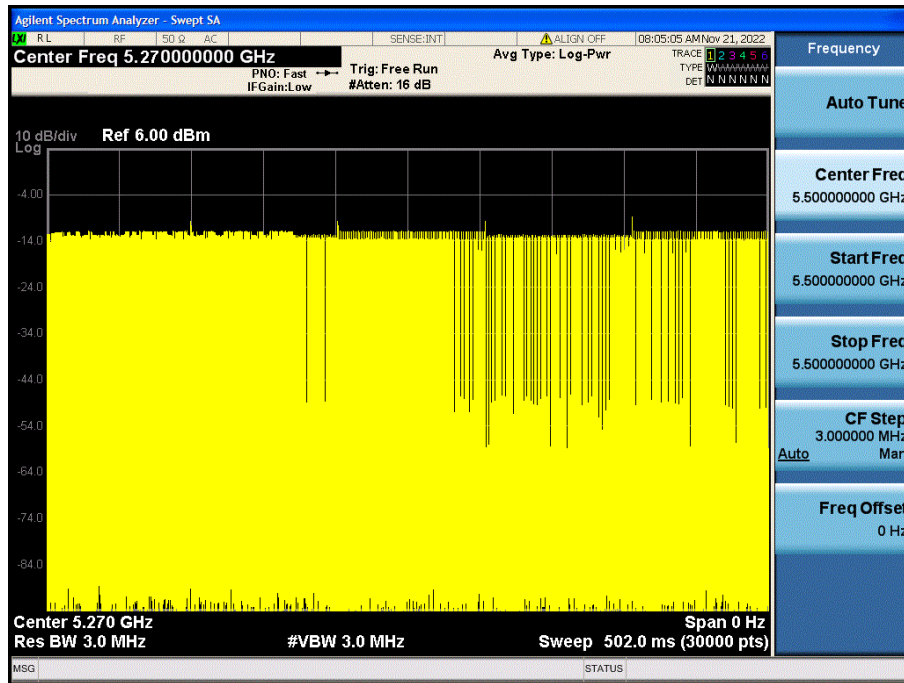 Agilent Spectrum Analyzer - Swept SA
LXI RL RF 50 Ω AC SENSE:INT ALIGN OFF 08:05:05 AM Nov 21, 2022
Center Freq 5.270000000 GHz
PNO: Fast
IFGain:Low
Trig: Free Run
#Atten: 16 dB
Avg Type: Log-Pwr
TRACE 1 2 3 4 5 6
TYPE WWWWWW
DET N N N N N N
10 dB/div Ref 6.00 dBm
Log
-4.00
-14.0
-24.0
-34.0
-44.0
-54.0
-64.0
-74.0
-84.0
Center 5.270 GHz Span 0 Hz
Res BW 3.0 MHz #VBW 3.0 MHz Sweep 502.0 ms (30000 pts)
MSG STATUS
Frequency
Auto Tune
Center Freq
5.500000000 GHz
Start Freq
5.500000000 GHz
Stop Freq
5.500000000 GHz
CF Step
3.000000 MHz
Auto Man
Freq Offset
0 Hz